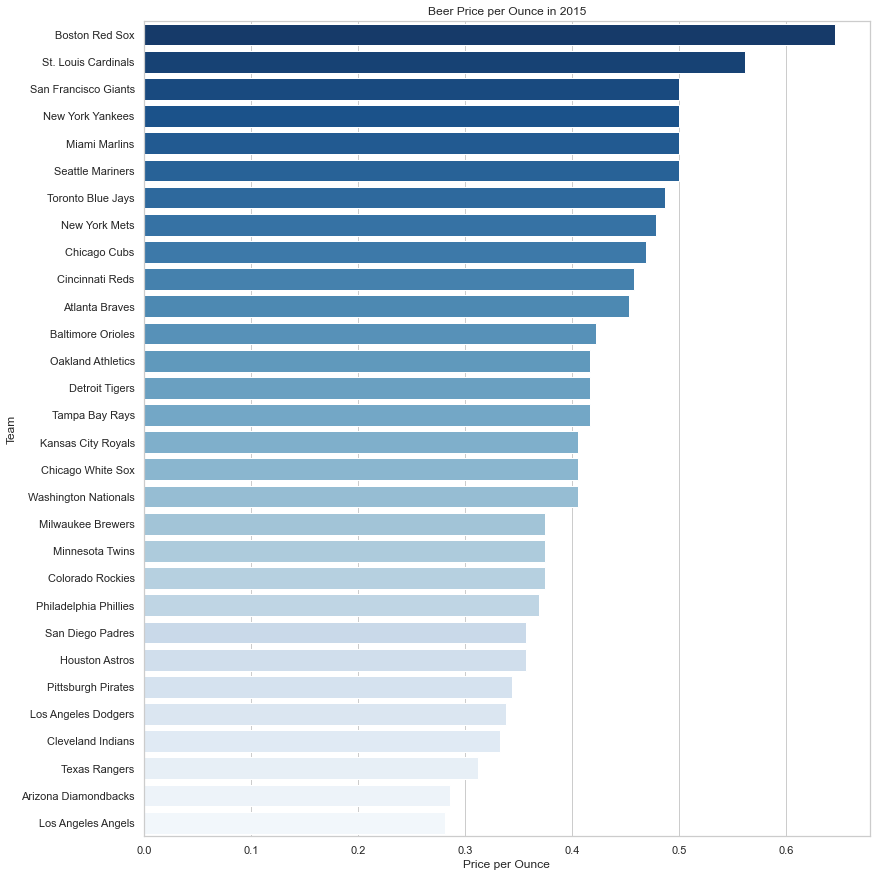 Beer Price per Ounce in 2015
Boston Red Sox
St. Louis Cardinals
San Francisco Giants
New York Yankees
Miami Marlins
Seattle Mariners
Toronto Blue Jays
New York Mets
Chicago Cubs
Cincinnati Reds
Atlanta Braves
Baltimore Orioles
Oakland Athletics
Detroit Tigers
Tampa Bay Rays
Kansas City Royals
Chicago White Sox
Washington Nationals
Milwaukee Brewers
Minnesota Twins
Colorado Rockies
Philadelphia Phillies
San Diego Padres
Houston Astros
Pittsburgh Pirates
Los Angeles Dodgers
Cleveland Indians
Texas Rangers
Arizona Diamondbacks
Los Angeles Angels
Team
0.0 0.1 0.2 0.3 0.4 0.5 0.6
Price per Ounce